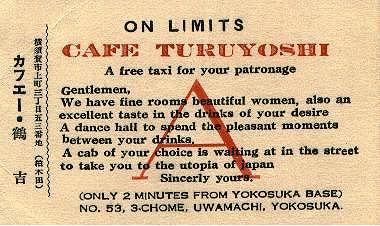 ON LIMITS
CAFE TURUYOSHI
A free taxi for your patronage
Gentlemen,
We have fine rooms beautiful women, also an
excellent taste in the drinks of your desire
A dance hall to spend the pleasant moments
between your drinks,
A cab of your choice is waiting at in the street
to take you to the utopia of japan
Sincerly yours,
(ONLY 2 MINUTES FROM YOKOSUKA BASE)
NO. 53, 3-CHOME, UWAMACHI, YOKOSUKA.
A
横須賀市上町三丁目五三番地 (柏木田)
カフエー・鶴吉